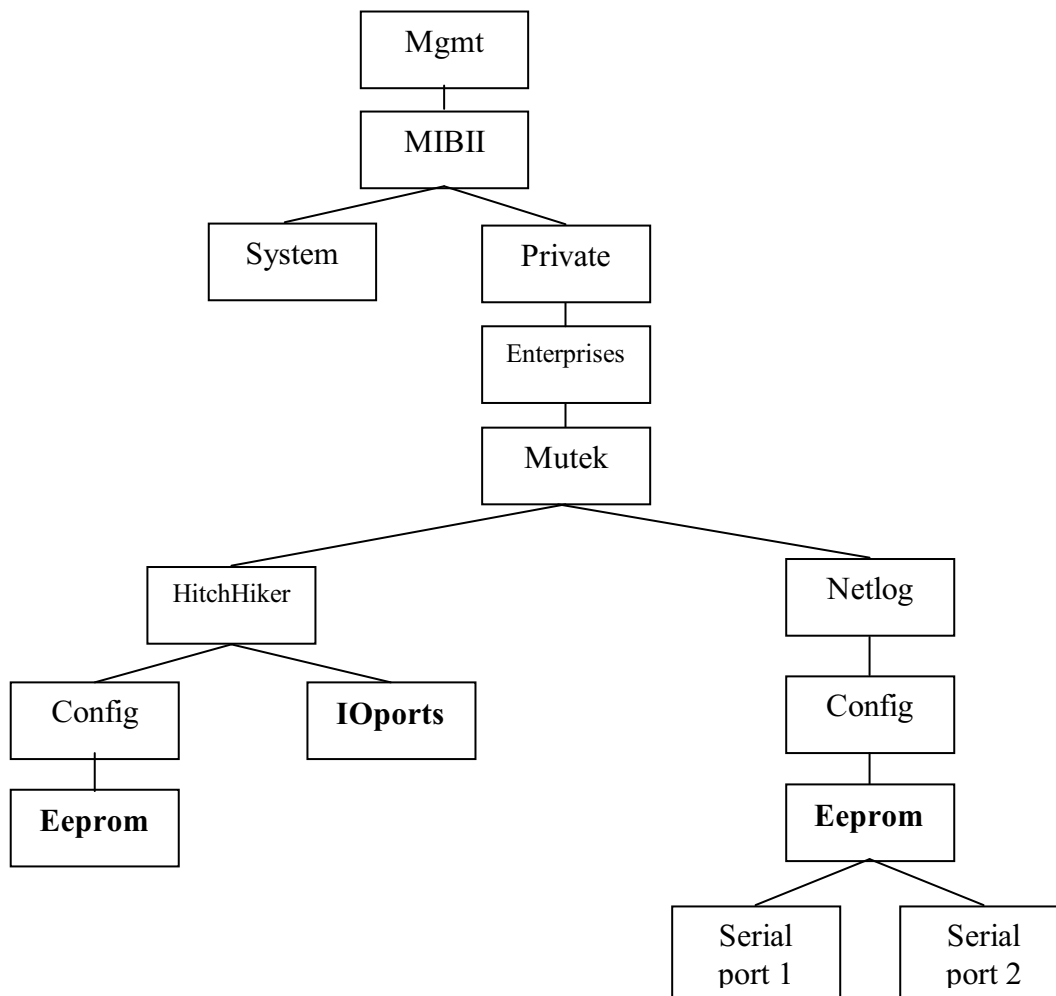 Mgmt
MIBII
System
Private
Enterprises
Mutek
HitchHiker
Netlog
Config
IOports
Config
Eeprom
Eeprom
Serial
port 1
Serial
port 2